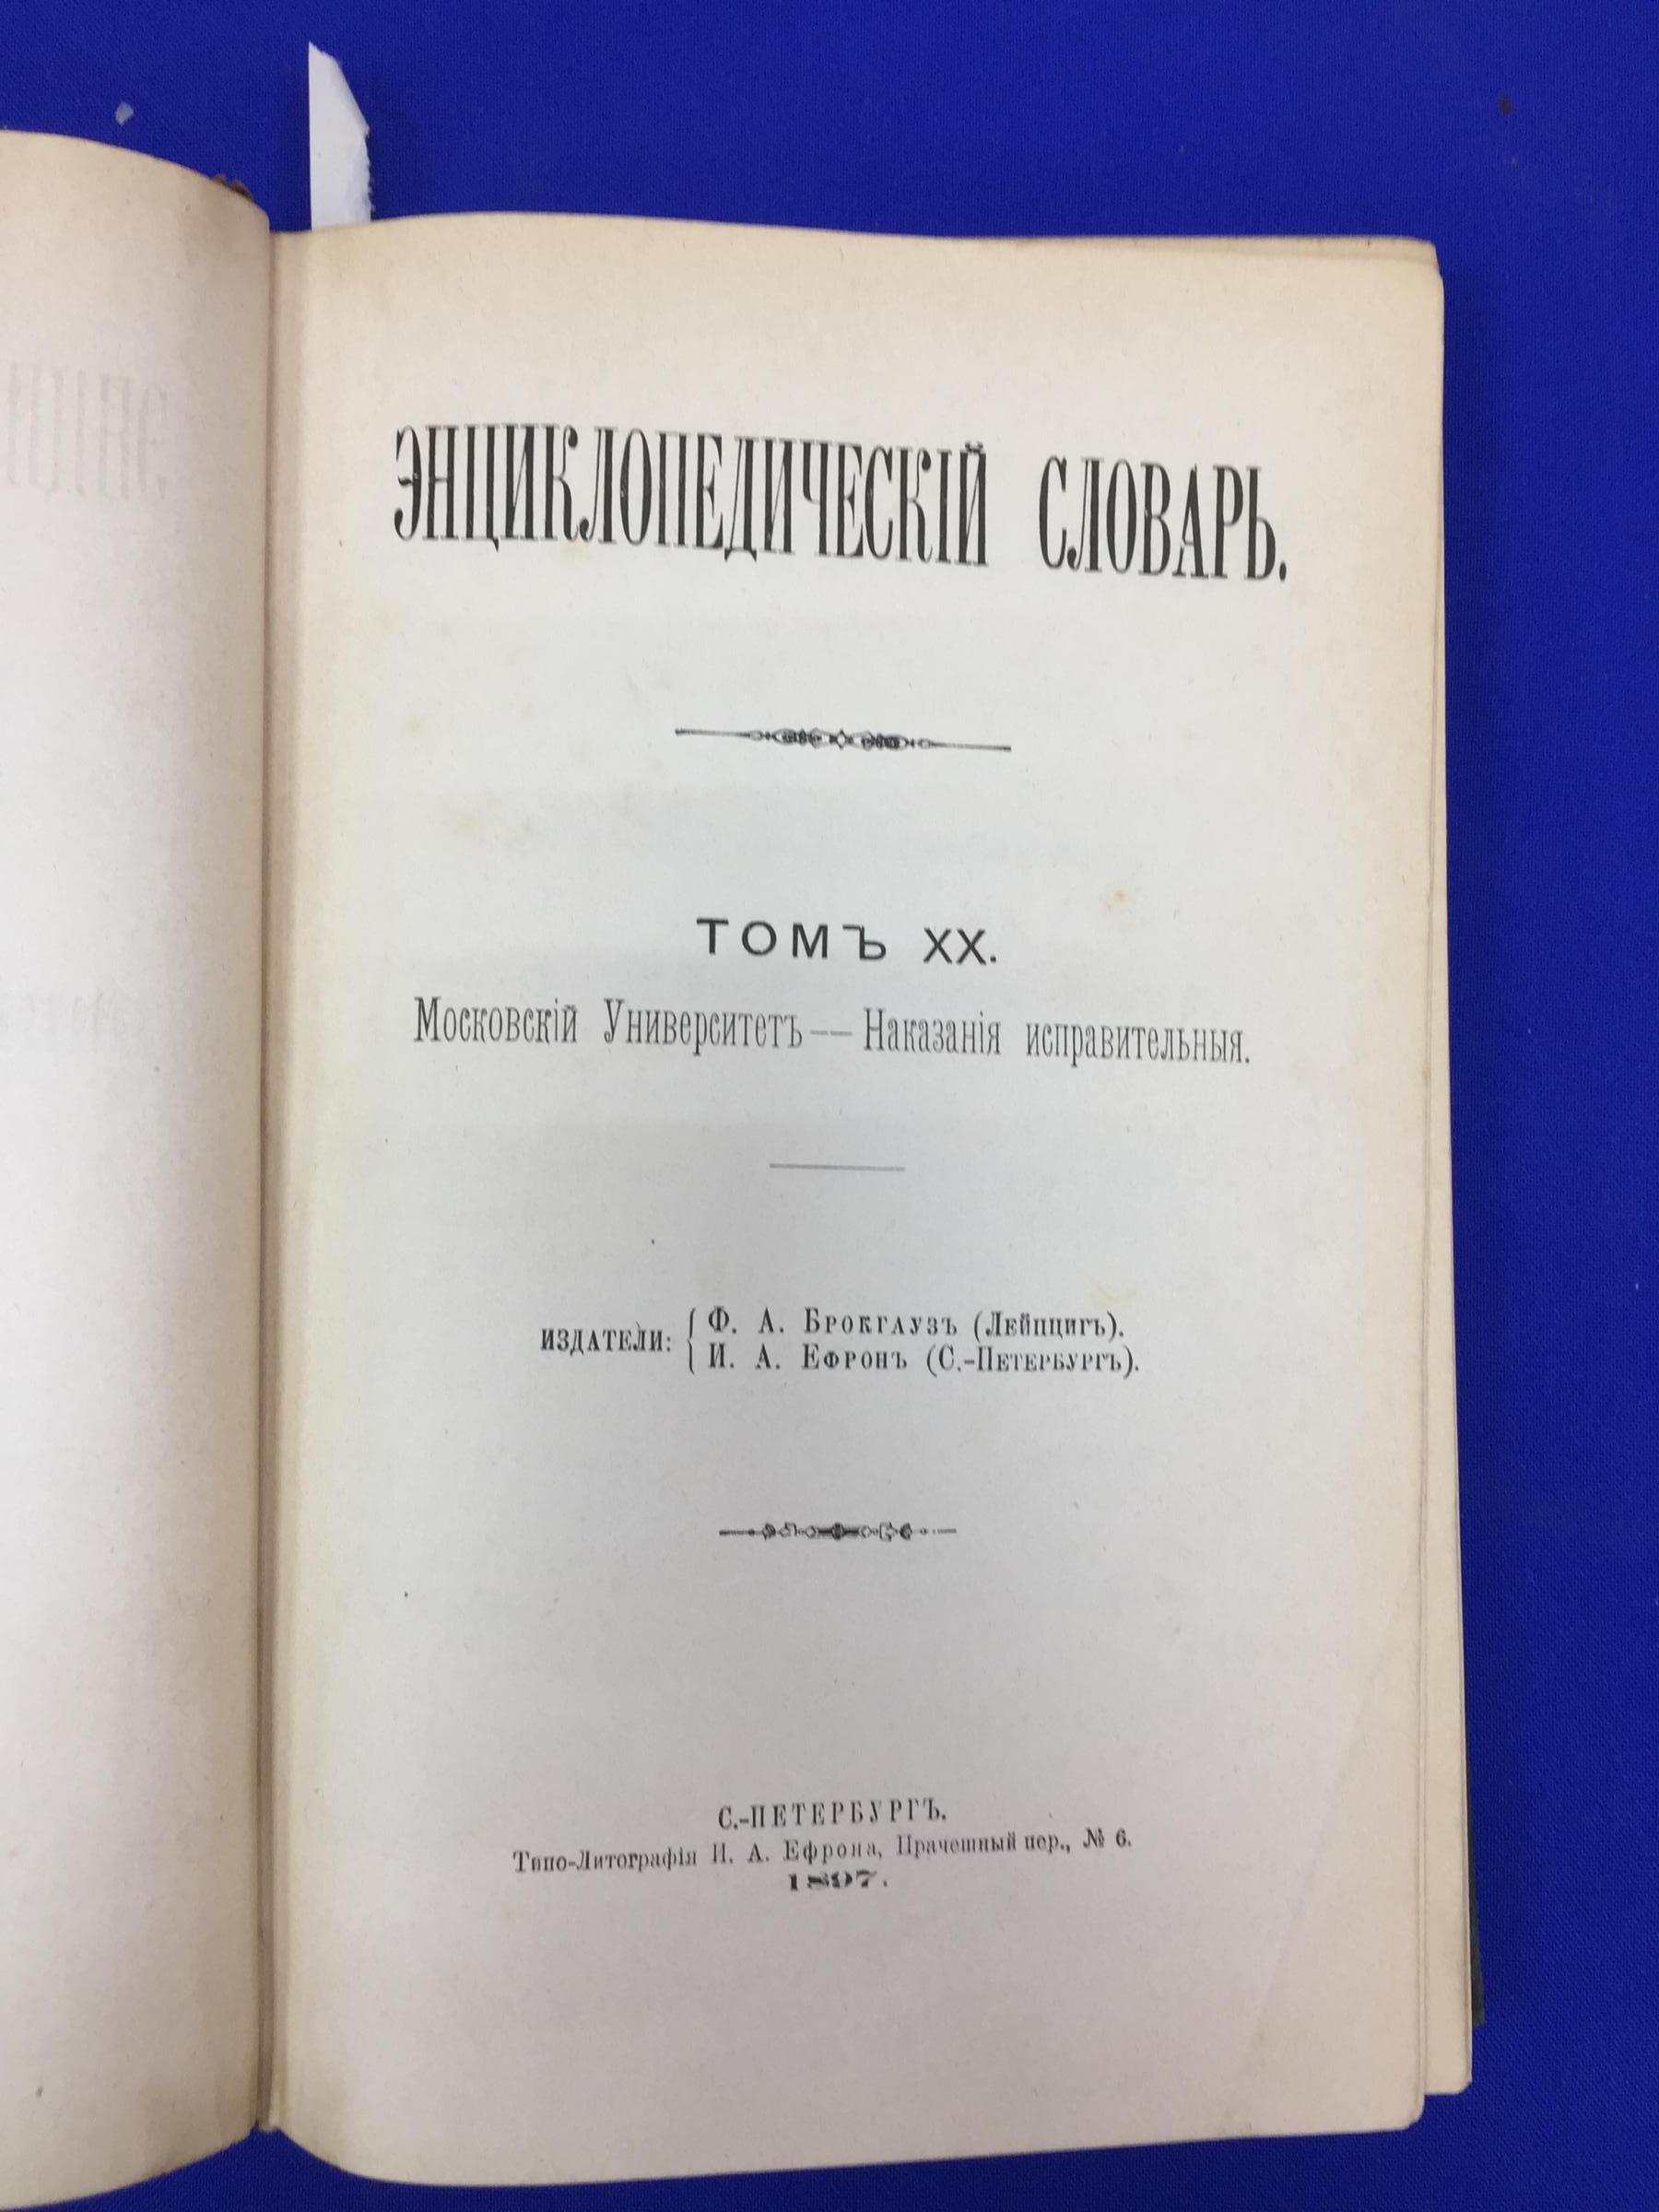 ЭНЦИКЛОПЕДИЧЕСКІЙ СЛОВАРЬ.
ТОМЪ XX.
Московскій Университетъ — Наказанія исправительныя.
ИЗДАТЕЛИ: { Ф. А. Брокгаузъ (Лейпцигъ).
И. А. Ефронъ (С.-Петербургъ).
С.-ПЕТЕРБУРГЪ.
Типо-Литографія И. А. Ефрона, Прачешный пер., № 6.
1897.